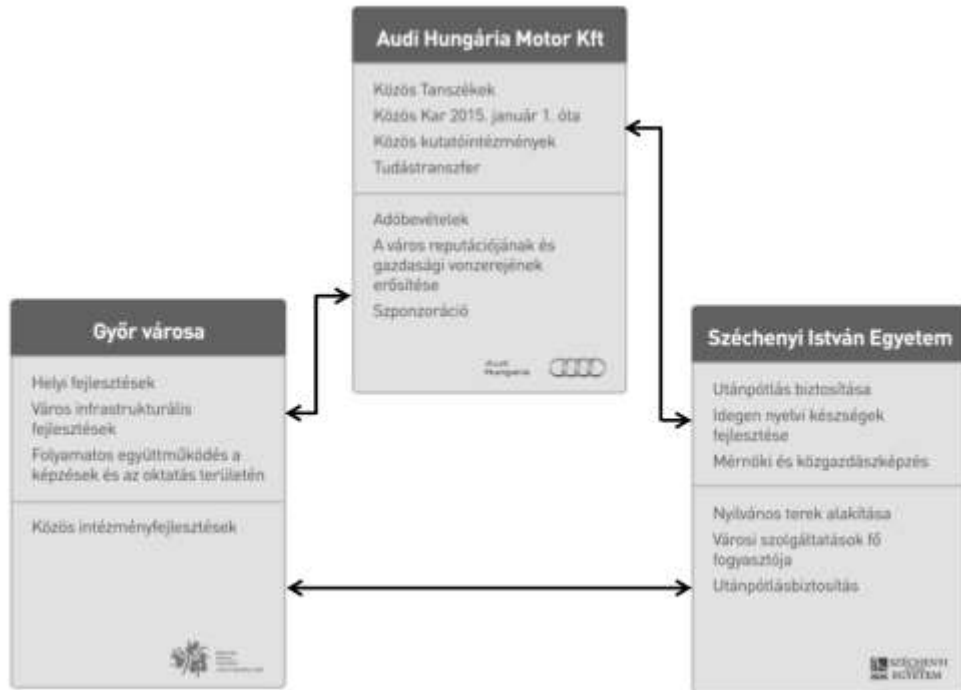 Audi Hungária Motor Kft
Közös Tanszékek
Közös Kar 2015. január 1. óta
Közös kutatóintézmények
Tudástranszfer
Adóbevételek
A város reputációjának és
gazdasági vonzerejének
erősítése
Szponzoráció
Audi
Hungaria
Győr városa
Helyi fejlesztések
Város infrastrukturális
fejlesztések
Folyamatos együttműködés a
képzések és az oktatás területén
Közös intézményfejlesztések
Széchenyi István Egyetem
Utánpótlás biztosítása
Idegen nyelvi készségek
fejlesztése
Mérnöki és közgazdászképzés
Nyilvános terek alakítása
Városi szolgáltatások fő
fogyasztója
Utánpótlásbiztosítás
SZÉCHENYI
EGYETEM